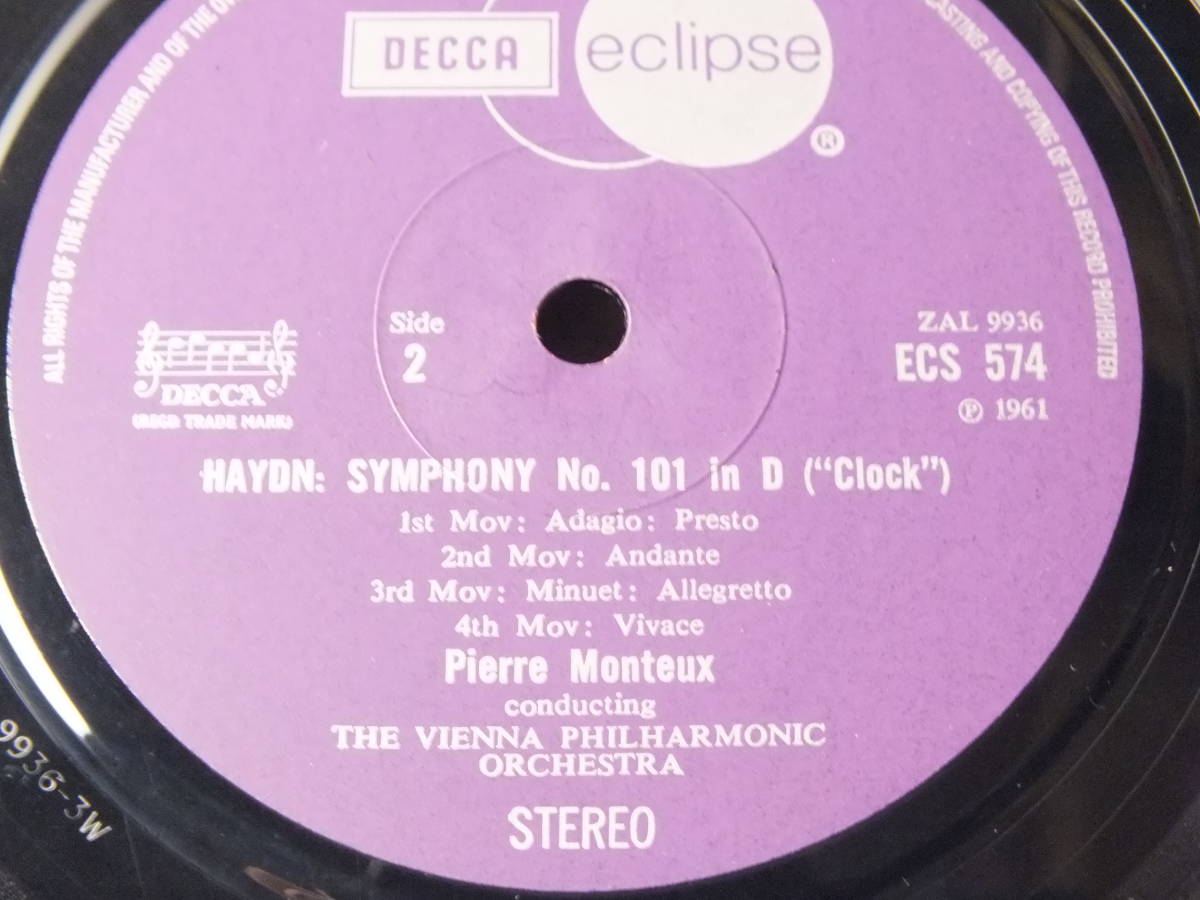 DECCA eclipse
®
ALL RIGHTS OF THE MANUFACTURER AND OF THE
CASTING AND COPYING OF THIS RECORD PROHIBITED
Side
2
DECCA
(REGD. TRADE MARK)
ZAL 9936
ECS 574
℗ 1961
HAYDN: SYMPHONY No. 101 in D ("Clock")
1st Mov: Adagio: Presto
2nd Mov: Andante
3rd Mov: Minuet: Allegretto
4th Mov: Vivace
Pierre Monteux
conducting
THE VIENNA PHILHARMONIC
ORCHESTRA
STEREO
9936-3W